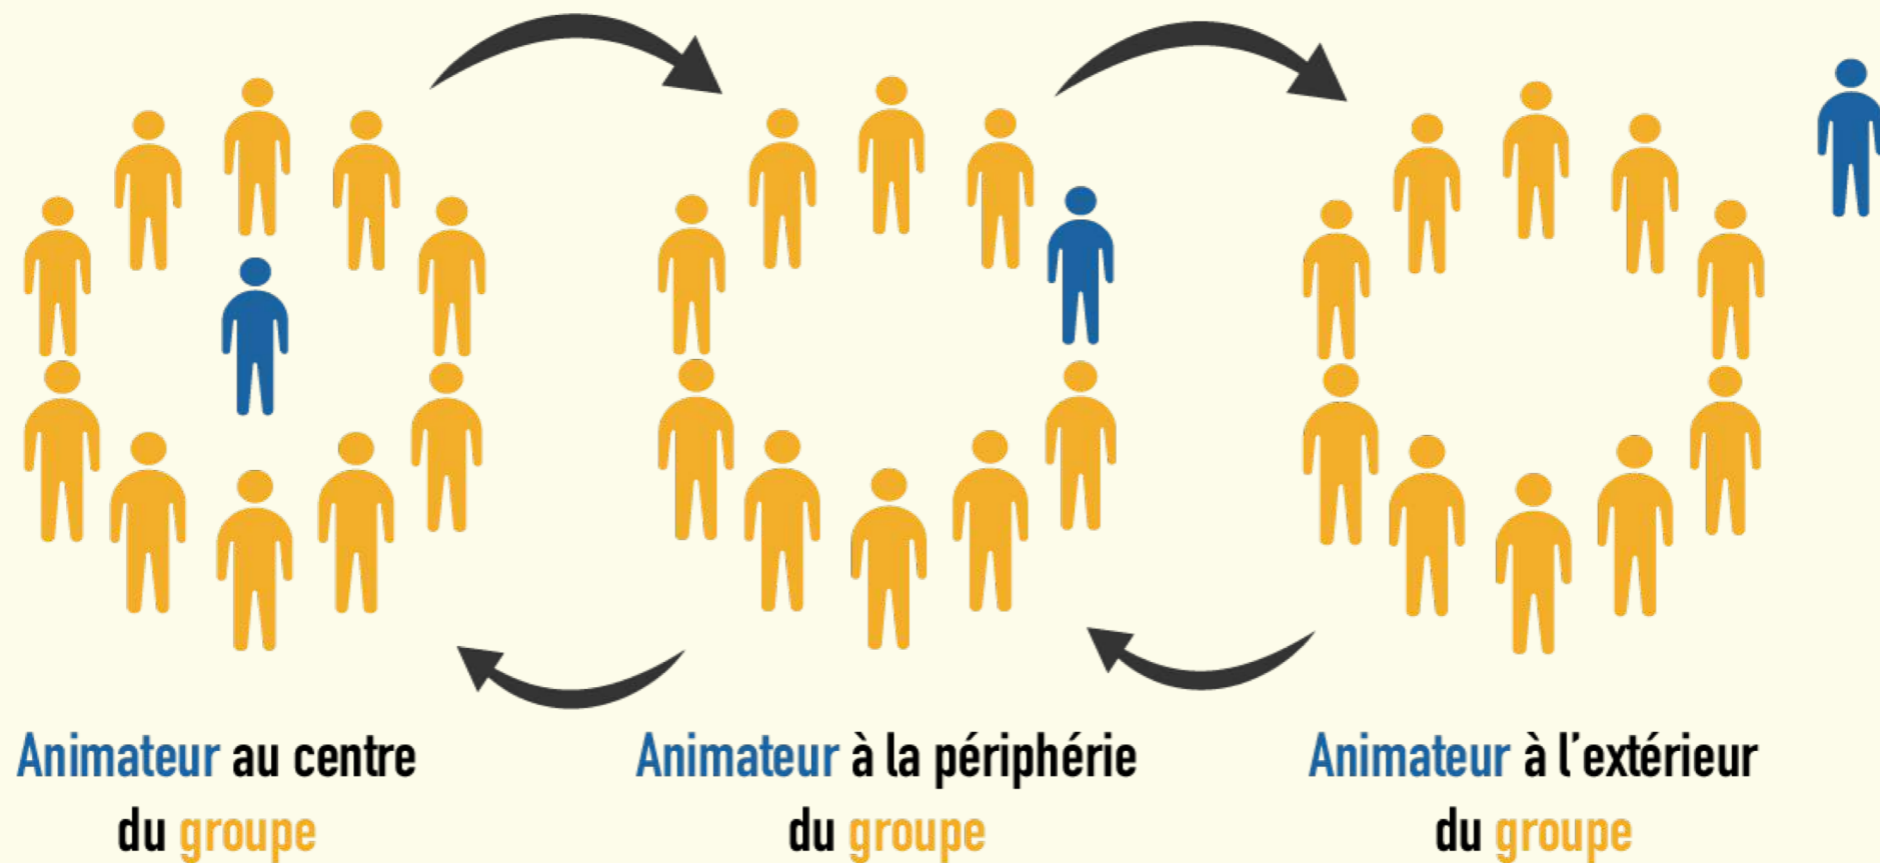 Animateur au centre
du groupe
Animateur à la périphérie
du groupe
Animateur à l'extérieur
du groupe